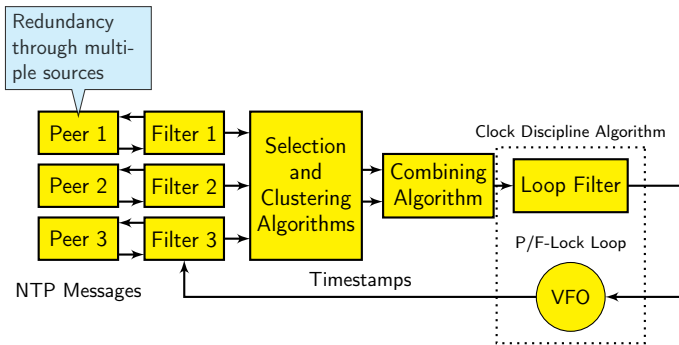 Redundancy
through multi-
ple sources
Peer 1
Filter 1
Peer 2
Filter 2
Peer 3
Filter 3
NTP Messages
Selection
and
Clustering
Algorithms
Combining
Algorithm
Clock Discipline Algorithm
Loop Filter
P/F-Lock Loop
VFO
Timestamps